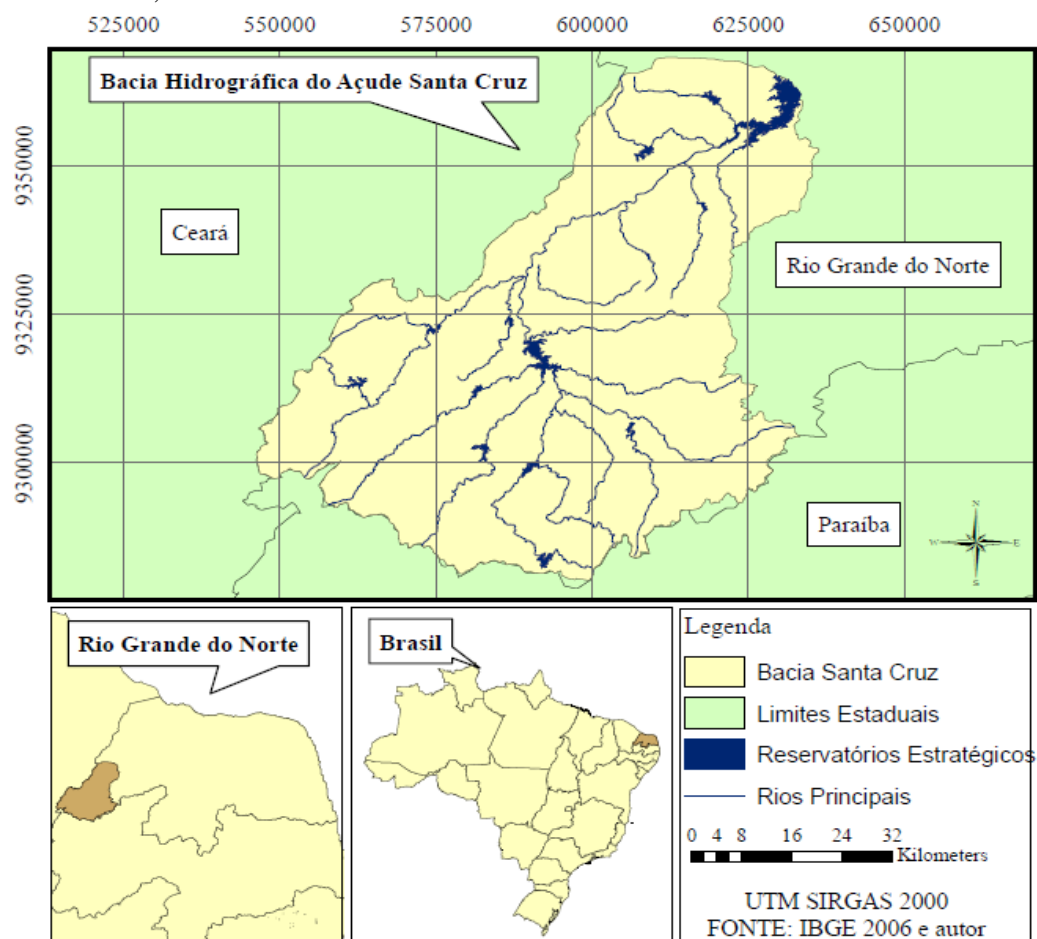 525000 550000 575000 600000 625000 650000
Bacia Hidrográfica do Açude Santa Cruz
9350000
Ceará
Rio Grande do Norte
9325000
9300000
Paraíba
N
W E
S
Rio Grande do Norte
Brasil
Legenda
Bacia Santa Cruz
Limites Estaduais
Reservatórios Estratégicos
Rios Principais
0 4 8 16 24 32
Kilometers
UTM SIRGAS 2000
FONTE: IBGE 2006 e autor